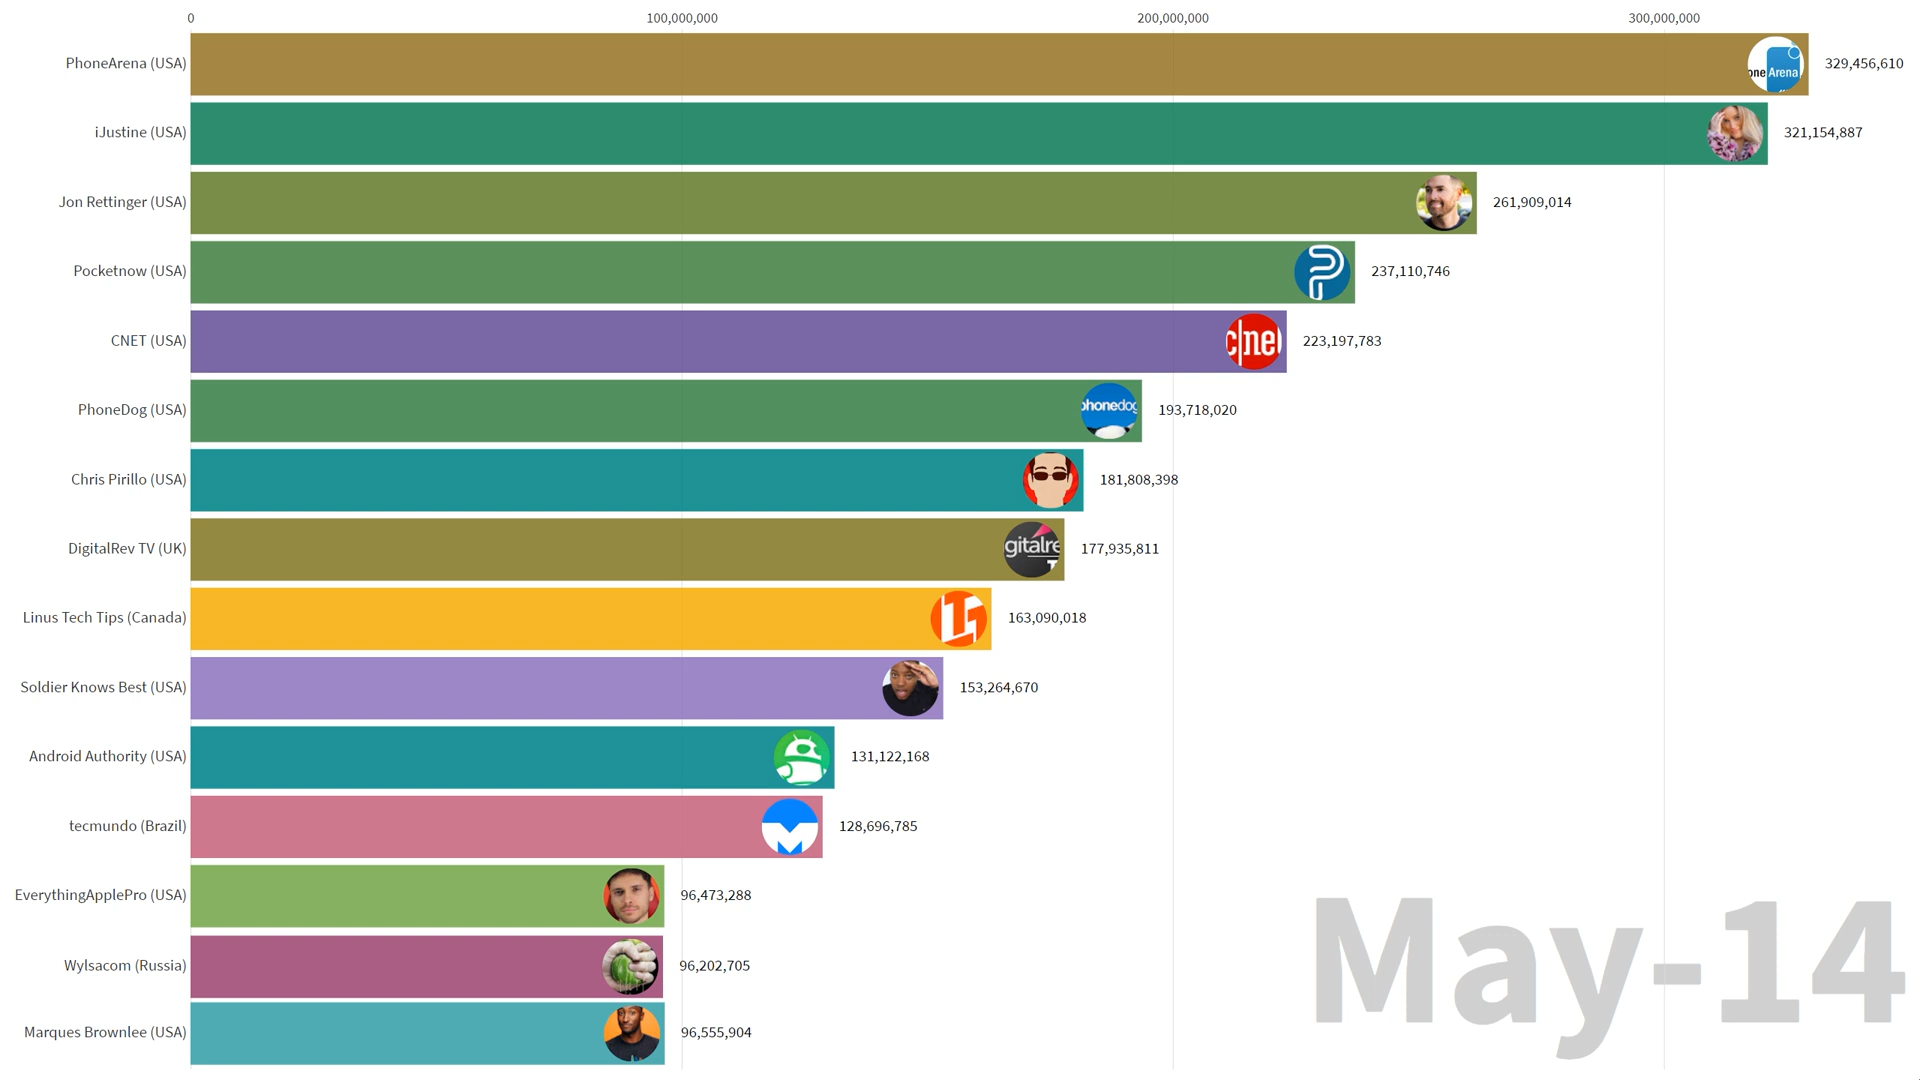 0 100,000,000 200,000,000 300,000,000
PhoneArena (USA) one Arena 329,456,610
iJustine (USA) 321,154,887
Jon Rettinger (USA) 261,909,014
Pocketnow (USA) 237,110,746
CNET (USA) c|net 223,197,783
PhoneDog (USA) phonedog 193,718,020
Chris Pirillo (USA) 181,808,398
DigitalRev TV (UK) gitalre T 177,935,811
Linus Tech Tips (Canada) 163,090,018
Soldier Knows Best (USA) 153,264,670
Android Authority (USA) 131,122,168
tecmundo (Brazil) 128,696,785
EverythingApplePro (USA) 96,473,288
Wylsacom (Russia) 96,202,705
Marques Brownlee (USA) 96,555,904
May-14